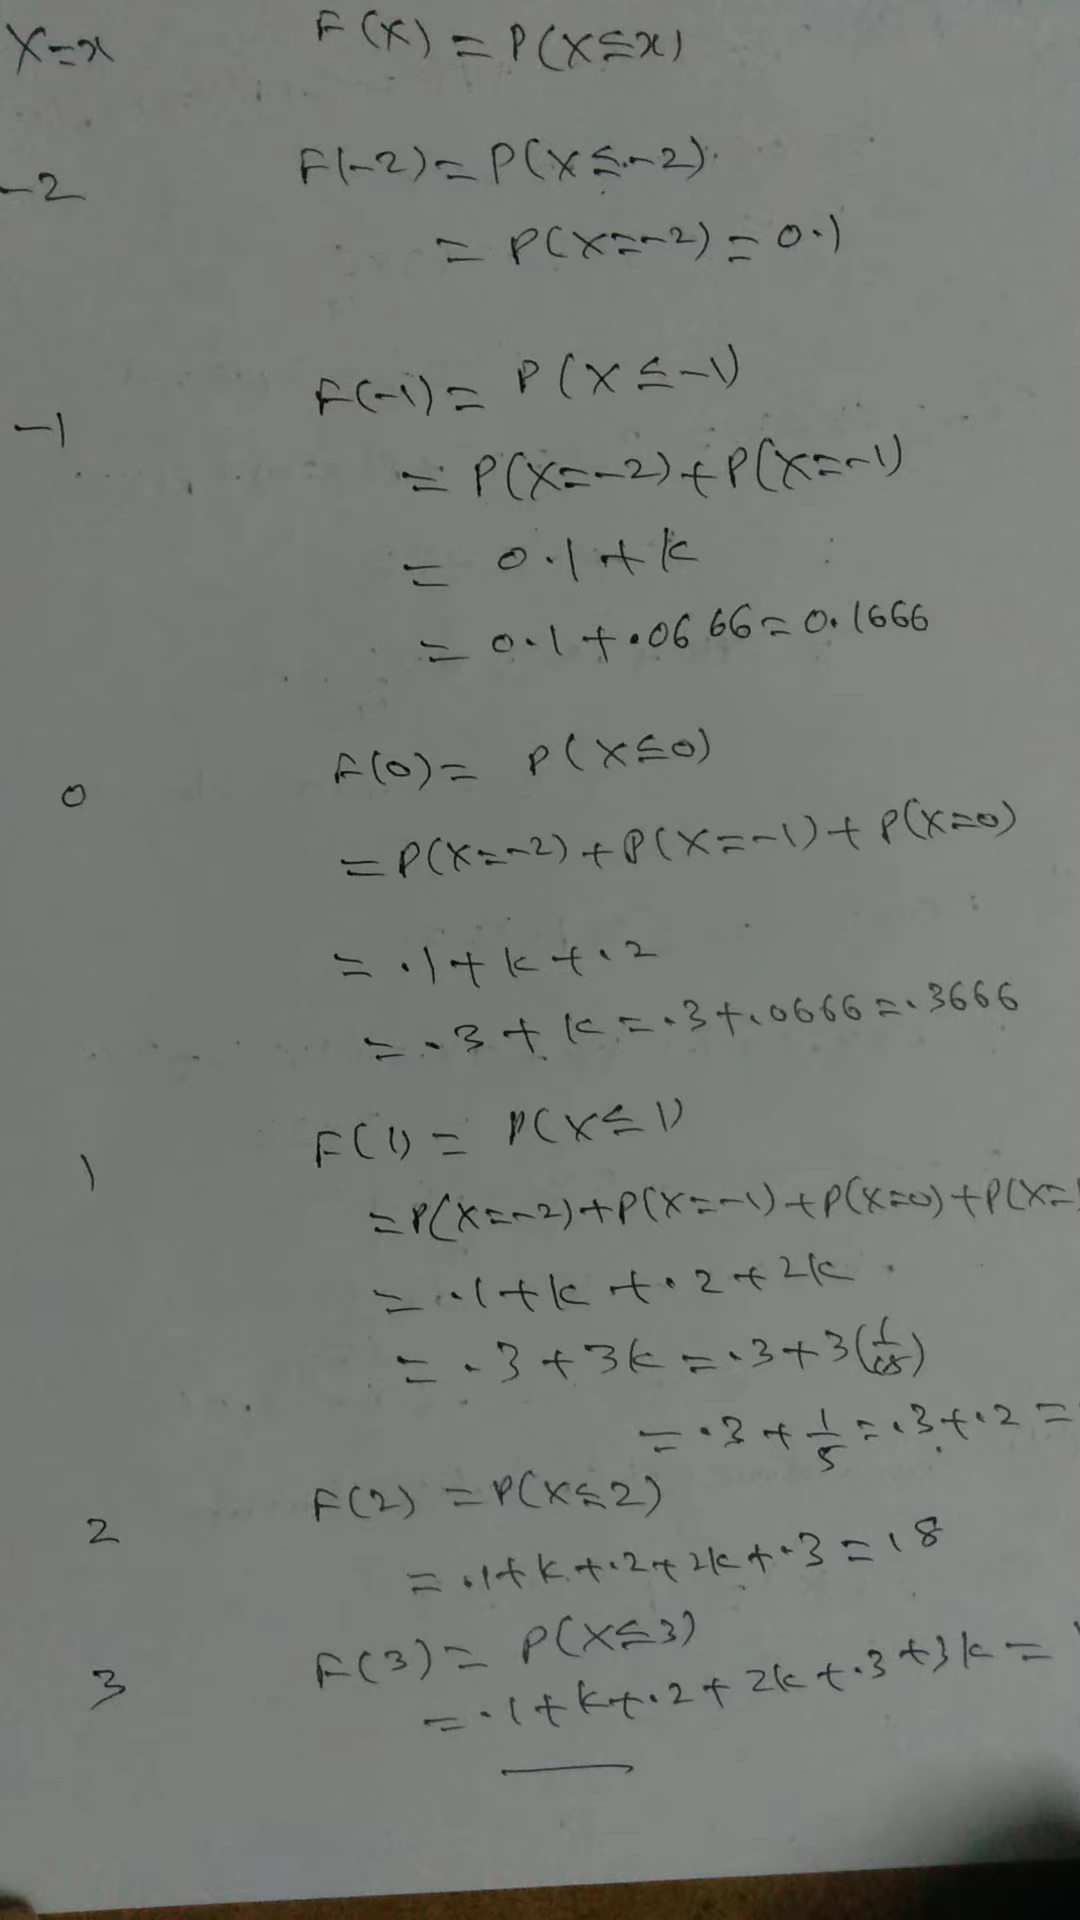 X=x F(x) = P(X≤x)
-2 F(-2) = P(X≤-2)
= P(X=-2) = 0.1
-1 F(-1) = P(X≤-1)
= P(X=-2)+P(X=-1)
= 0.1+k
= 0.1+.0666=0.1666
0 F(0) = P(X≤0)
=P(X=-2)+P(X=-1)+P(X=0)
= .1+k+.2
= .3+k=.3+.0666=.3666
1 F(1) = P(X≤1)
=P(X=-2)+P(X=-1)+P(X=0)+P(X=
= .1+k+.2+2k
= .3+3k=.3+3(1/15)
= .3+1/5=.3+.2=
2 F(2) = P(X≤2)
= .1+k+.2+2k+.3=.8
3 F(3) = P(X≤3)
= .1+k+.2+2k+.3+3k=